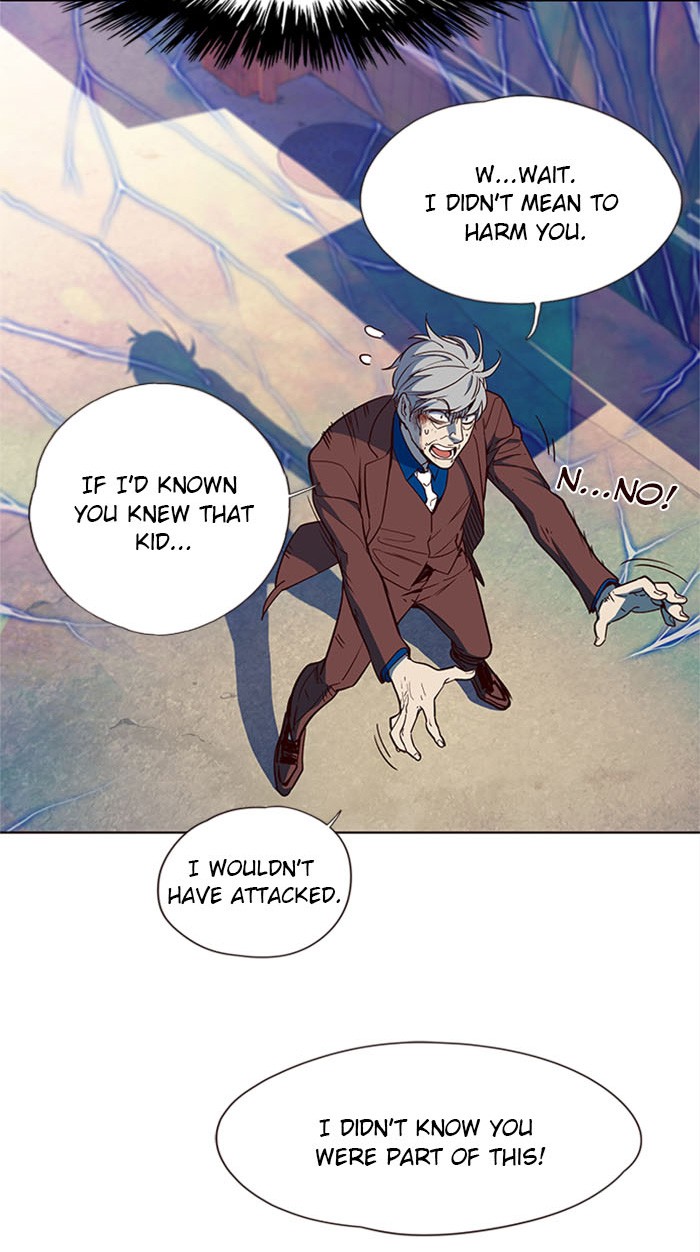 W...WAIT.
I DIDN'T MEAN TO
HARM YOU.
IF I'D KNOWN
YOU KNEW THAT
KID...
N...NO!
I WOULDN'T
HAVE ATTACKED.
I DIDN'T KNOW YOU
WERE PART OF THIS!